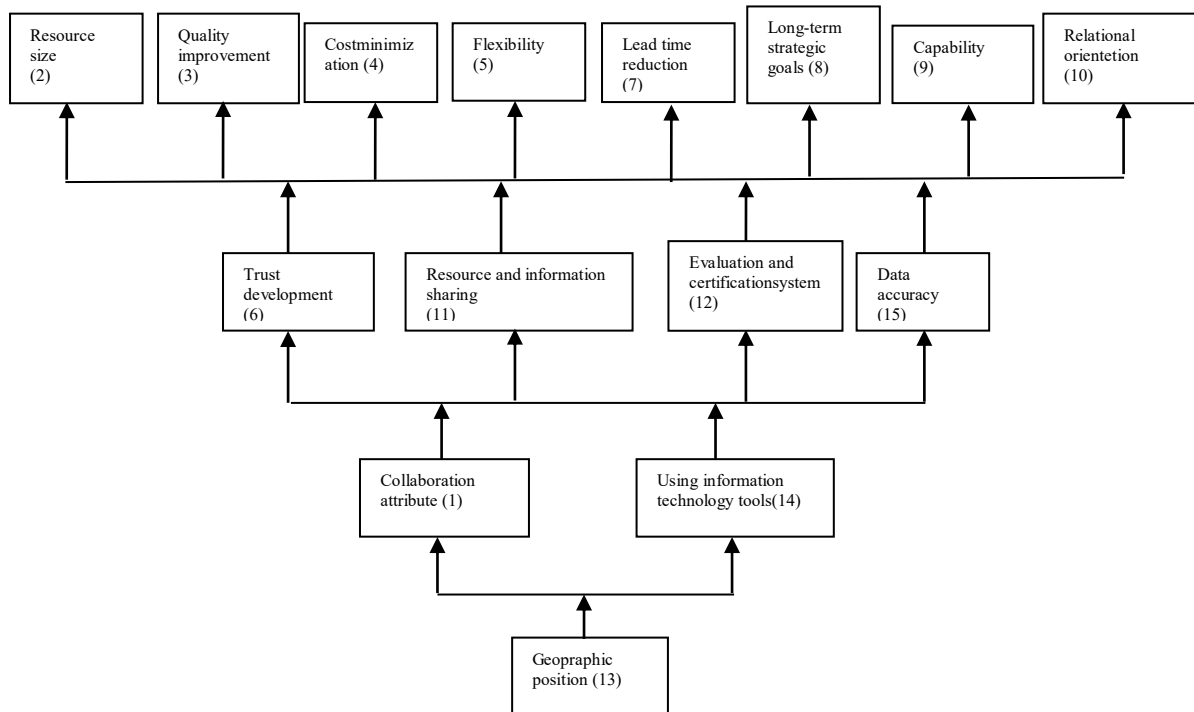 Resource
size
(2)
Quality
improvement
(3)
Costminimiz
ation (4)
Flexibility
(5)
Lead time
reduction
(7)
Long-term
strategic
goals (8)
Capability
(9)
Relational
orientetion
(10)
Trust
development
(6)
Resource and information
sharing
(11)
Evaluation and
certificationsystem
(12)
Data
accuracy
(15)
Collaboration
attribute (1)
Using information
technology tools(14)
Geopraphic
position (13)